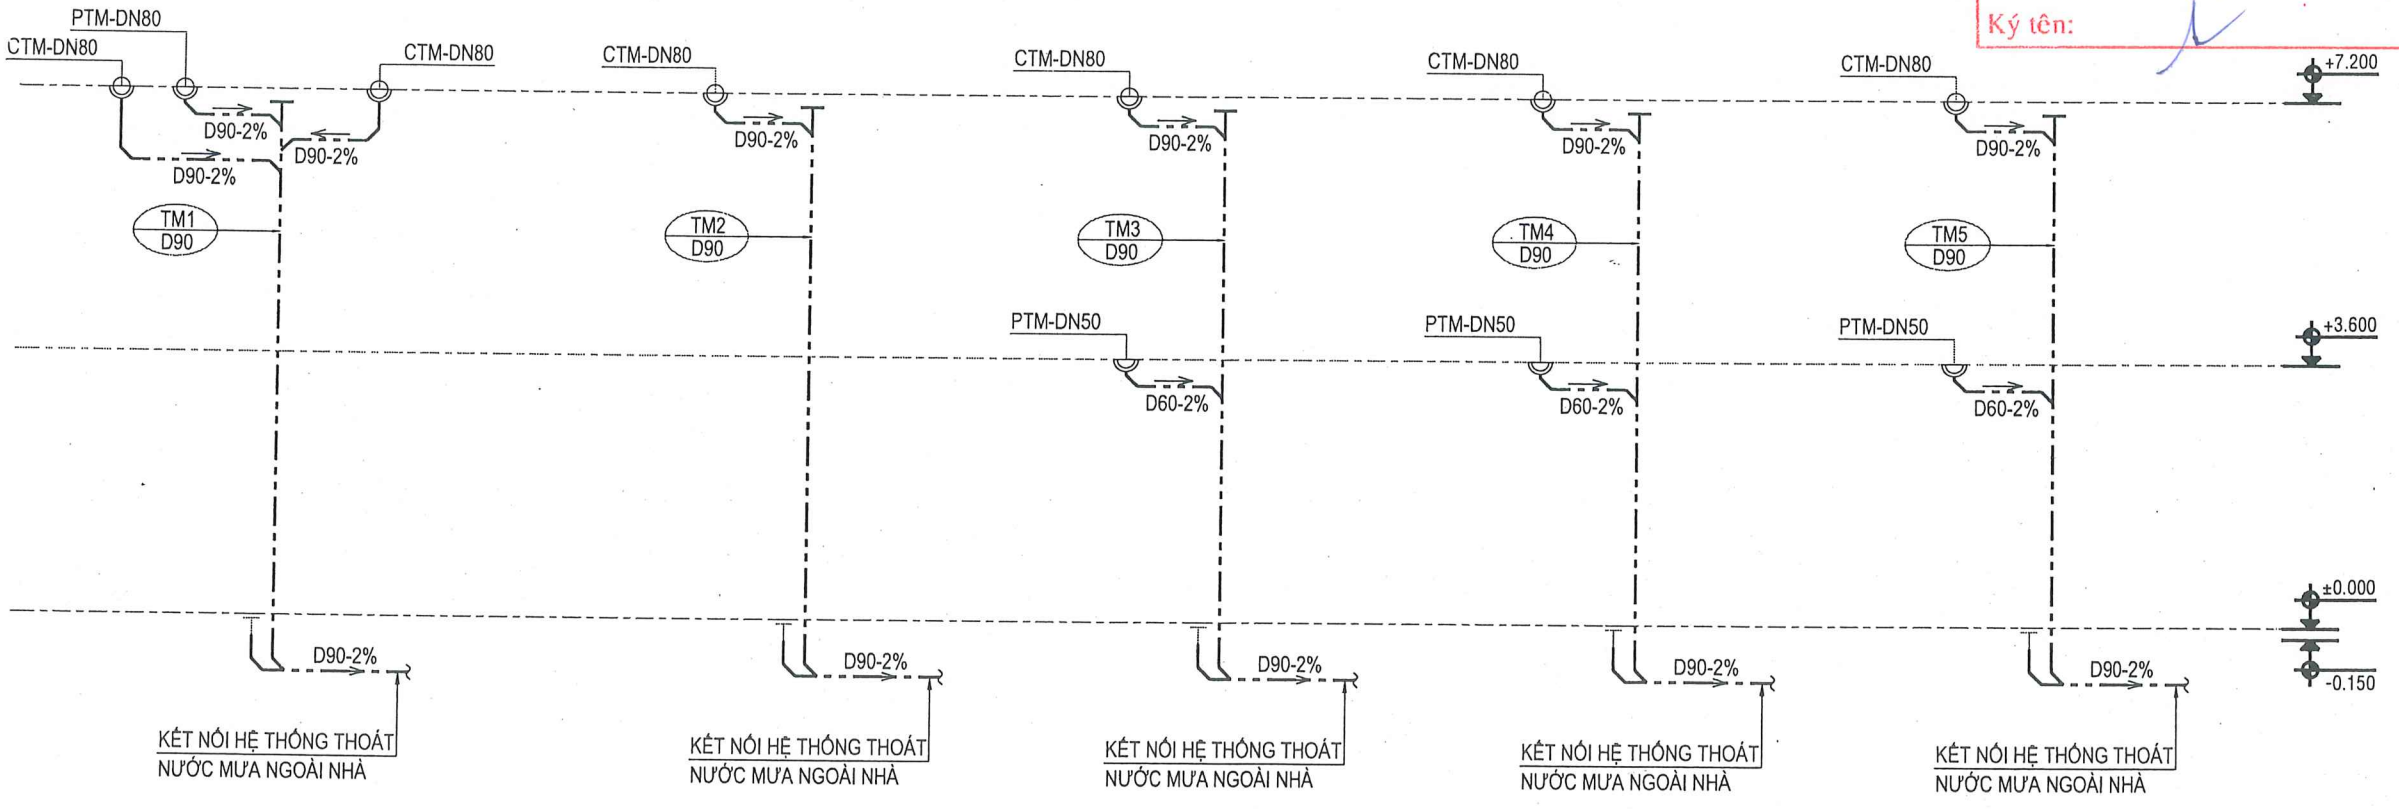 Ký tên:
PTM-DN80
CTM-DN80
CTM-DN80
CTM-DN80
CTM-DN80
CTM-DN80
CTM-DN80
+7.200
D90-2%
D90-2%
D90-2%
D90-2%
D90-2%
D90-2%
D90-2%
TM1
D90
TM2
D90
TM3
D90
TM4
D90
TM5
D90
PTM-DN50
PTM-DN50
PTM-DN50
+3.600
D60-2%
D60-2%
D60-2%
±0.000
D90-2%
D90-2%
D90-2%
D90-2%
D90-2%
-0.150
KẾT NỐI HỆ THỐNG THOÁT
NƯỚC MƯA NGOÀI NHÀ
KẾT NỐI HỆ THỐNG THOÁT
NƯỚC MƯA NGOÀI NHÀ
KẾT NỐI HỆ THỐNG THOÁT
NƯỚC MƯA NGOÀI NHÀ
KẾT NỐI HỆ THỐNG THOÁT
NƯỚC MƯA NGOÀI NHÀ
KẾT NỐI HỆ THỐNG THOÁT
NƯỚC MƯA NGOÀI NHÀ